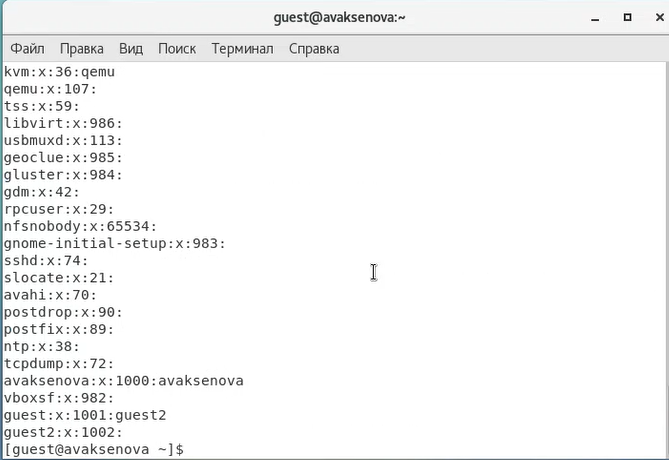 guest@avaksenova:~
Файл Правка Вид Поиск Терминал Справка
kvm:x:36:qemu
qemu:x:107:
tss:x:59:
libvirt:x:986:
usbmuxd:x:113:
geoclue:x:985:
gluster:x:984:
gdm:x:42:
rpcuser:x:29:
nfsnobody:x:65534:
gnome-initial-setup:x:983:
sshd:x:74:
slocate:x:21:
avahi:x:70:
postdrop:x:90:
postfix:x:89:
ntp:x:38:
tcpdump:x:72:
avaksenova:x:1000:avaksenova
vboxsf:x:982:
guest:x:1001:guest2
guest2:x:1002:
[guest@avaksenova ~]$